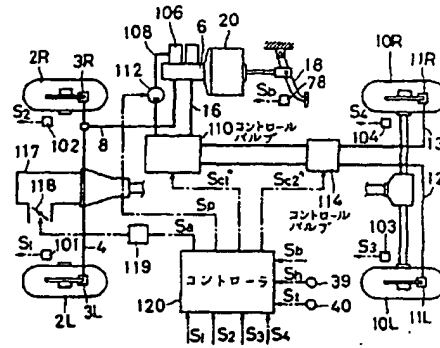 106
6
20
108
2R
3R
112
18
78
Sb
10R
11R
S2
102
8
16
110
コントロール
バルブ
S4
104
13
117
118
Sc1"
Sc2"
114
コントロール
バルブ
12
Sp
S1
101
4
Sa
119
103
S3
コントローラ
120
Sb
Sh
39
St
40
2L
3L
10L
11L
S1
S2
S3
S4